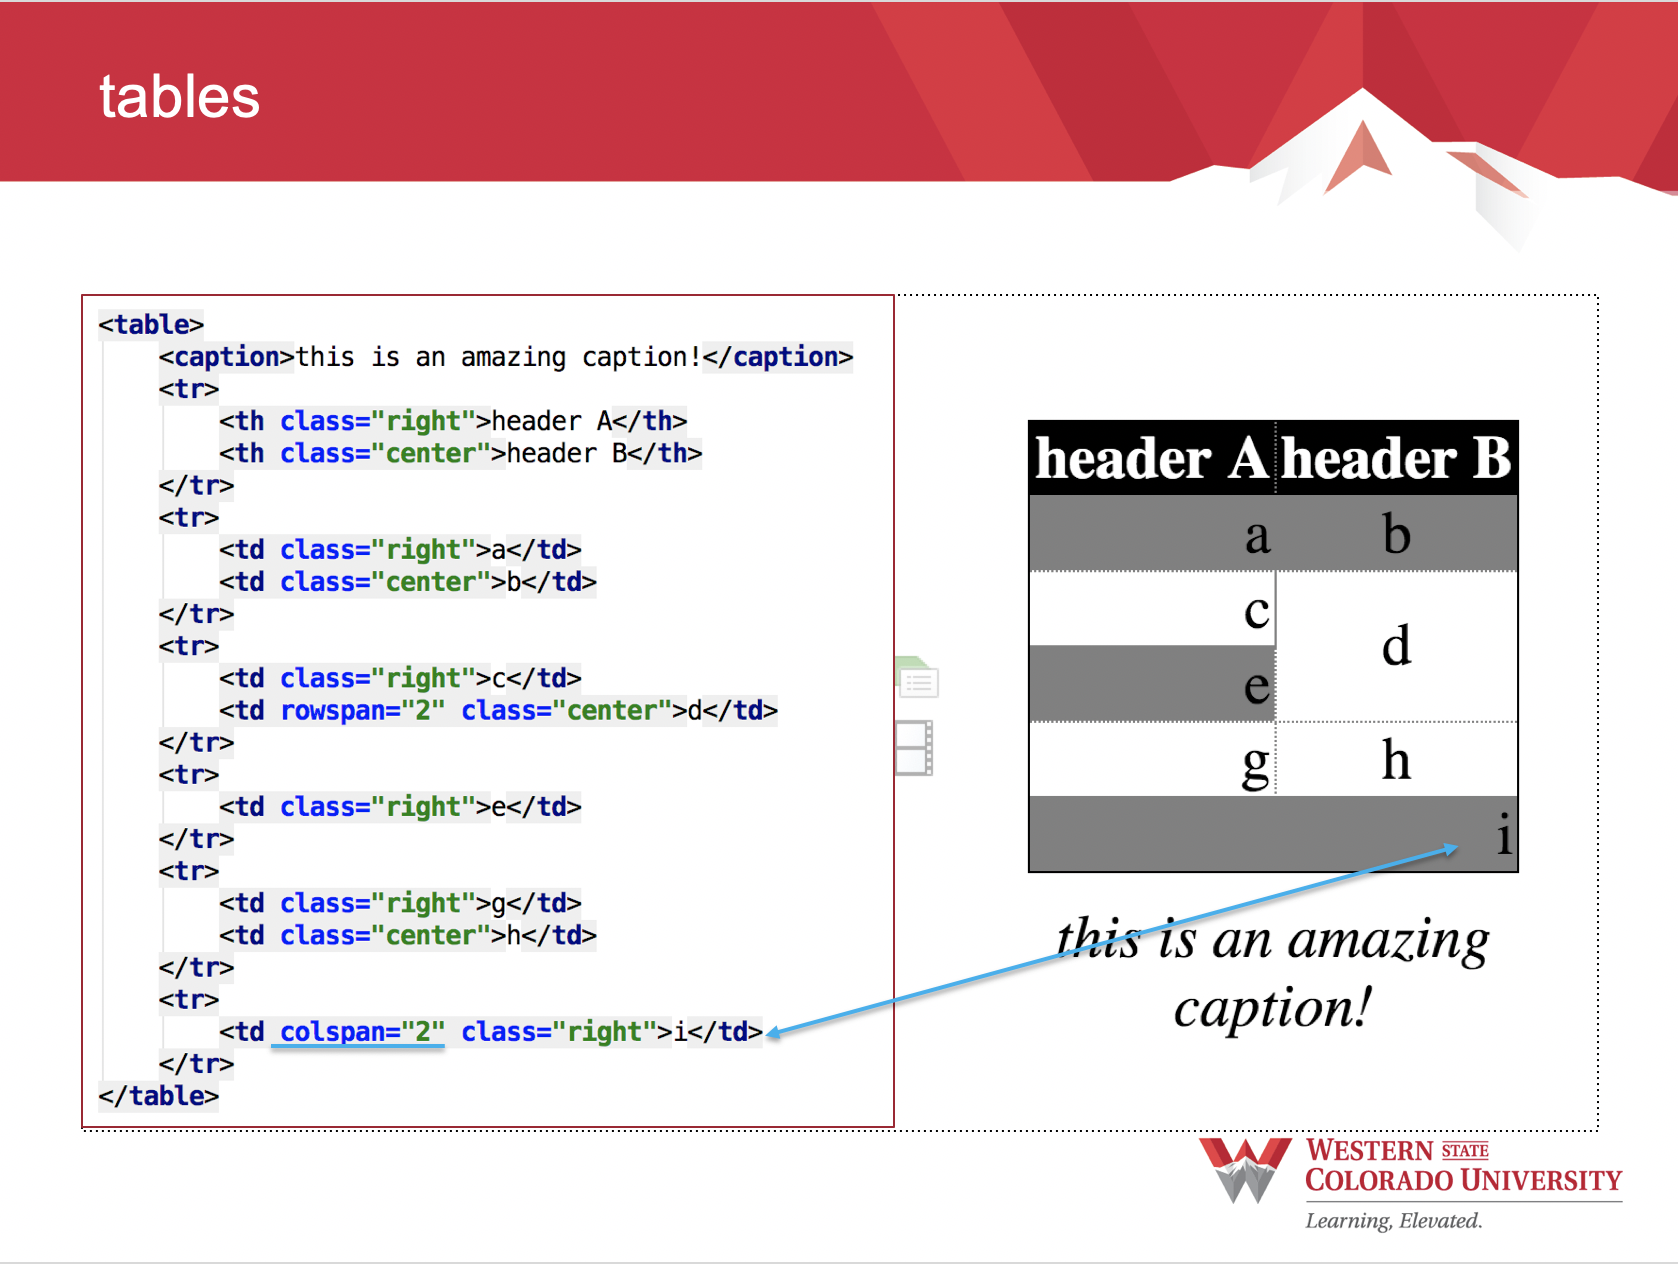 tables
<table>
<caption>this is an amazing caption!</caption>
<tr>
<th class="right">header A</th>
<th class="center">header B</th>
</tr>
<tr>
<td class="right">a</td>
<td class="center">b</td>
</tr>
<tr>
<td class="right">c</td>
<td rowspan="2" class="center">d</td>
</tr>
<tr>
<td class="right">e</td>
</tr>
<tr>
<td class="right">g</td>
<td class="center">h</td>
</tr>
<tr>
<td colspan="2" class="right">i</td>
</tr>
</table>
header A header B
a b
c
d
e
g h
i
this is an amazing
caption!
WESTERN STATE
COLORADO UNIVERSITY
Learning, Elevated.